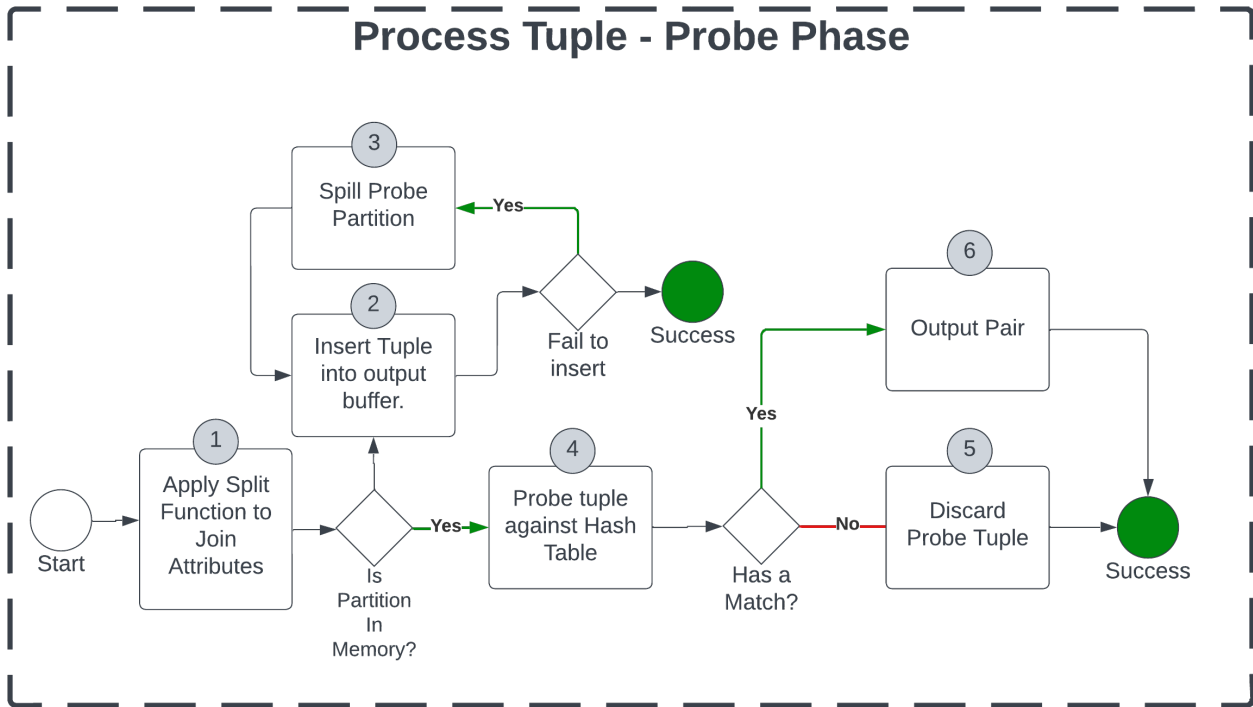 Process Tuple - Probe Phase
3
Spill Probe
Partition
Yes
2
Insert Tuple
into output
buffer.
Fail to
insert
Success
1
Apply Split
Function to
Join
Attributes
Start
Is
Partition
In
Memory?
Yes
4
Probe tuple
against Hash
Table
Has a
Match?
Yes
6
Output Pair
No
5
Discard
Probe Tuple
Success